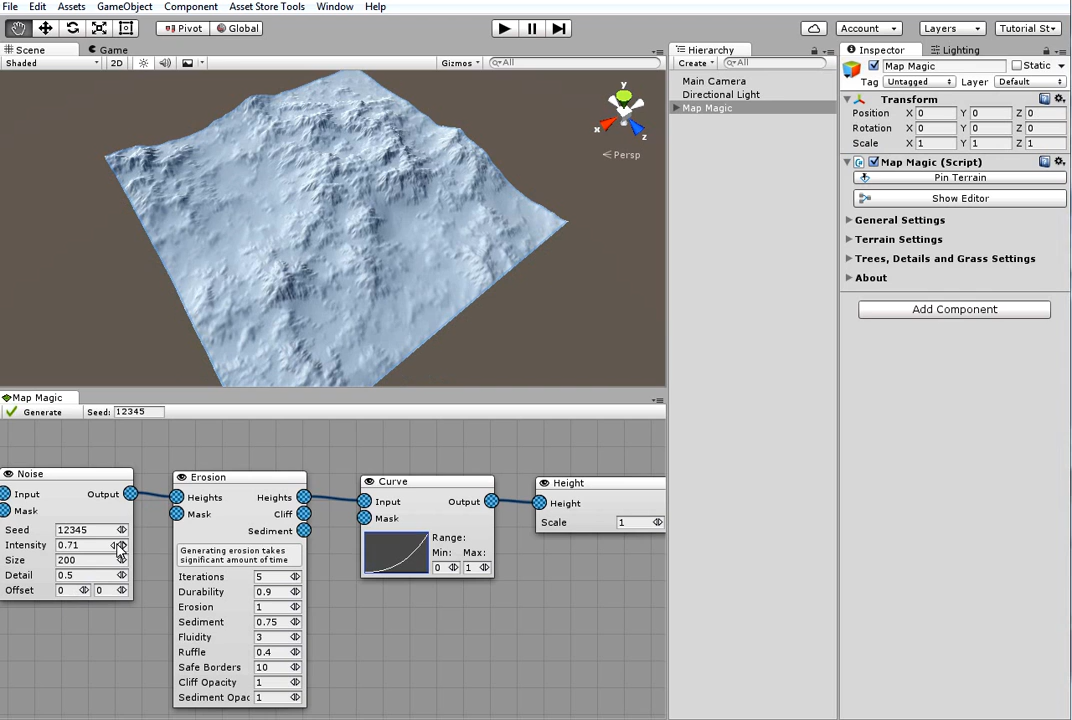 File Edit Assets GameObject Component Asset Store Tools Window Help
Pivot Global Account Layers Tutorial St
Scene Game
Shaded 2D Gizmos All
y
x
z
Persp
Hierarchy
Create All
Main Camera
Directional Light
Map Magic
Inspector Lighting
Map Magic Static
Tag Untagged Layer Default
Transform
Position X 0 Y 0 Z 0
Rotation X 0 Y 0 Z 0
Scale X 1 Y 1 Z 1
Map Magic (Script)
Pin Terrain
Show Editor
General Settings
Terrain Settings
Trees, Details and Grass Settings
About
Add Component
Map Magic
Generate Seed: 12345
Noise
Input Output
Mask
Seed 12345
Intensity 0.71
Size 200
Detail 0.5
Offset 0 0
Erosion
Heights Heights
Mask Cliff
Sediment
Generating erosion takes
significant amount of time
Iterations 5
Durability 0.9
Erosion 1
Sediment 0.75
Fluidity 3
Ruffle 0.4
Safe Borders 10
Cliff Opacity 1
Sediment Opac 1
Curve
Input Output
Mask
Range:
Min: Max:
0 1
Height
Height
Scale 1